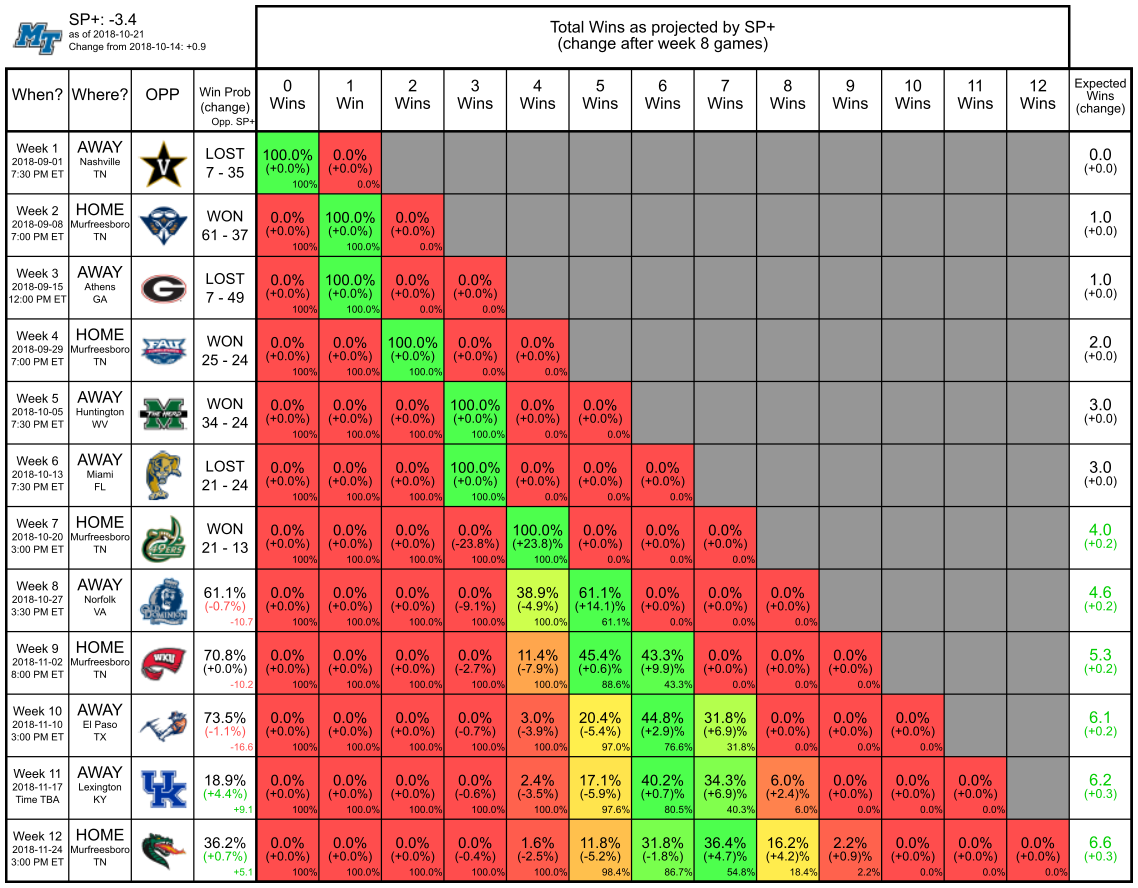 MT
SP+: -3.4
as of 2018-10-21
Change from 2018-10-14: +0.9
Total Wins as projected by SP+
(change after week 8 games)
When? Where? OPP Win Prob 0 1 2 3 4 5 6 7 8 9 10 11 12 Expected
(change) Wins Win Wins Wins Wins Wins Wins Wins Wins Wins Wins Wins Wins Wins
Opp. SP+ (change)
Week 1 AWAY V LOST 100.0% 0.0% 0.0
2018-09-01 Nashville 7 - 35 (+0.0%) (+0.0%) (+0.0)
7:30 PM ET TN 100% 0.0%
Week 2 HOME WON 0.0% 100.0% 0.0% 1.0
2018-09-08 Murfreesboro 61 - 37 (+0.0%) (+0.0%) (+0.0%) (+0.0)
7:00 PM ET TN 100% 100.0% 0.0%
Week 3 AWAY G LOST 0.0% 100.0% 0.0% 0.0% 1.0
2018-09-15 Athens 7 - 49 (+0.0%) (+0.0%) (+0.0%) (+0.0%) (+0.0)
12:00 PM ET GA 100% 100.0% 0.0% 0.0%
Week 4 HOME FAU WON 0.0% 0.0% 100.0% 0.0% 0.0% 2.0
2018-09-29 Murfreesboro 25 - 24 (+0.0%) (+0.0%) (+0.0%) (+0.0%) (+0.0%) (+0.0)
7:00 PM ET TN 100% 100.0% 100.0% 0.0% 0.0%
Week 5 AWAY THE HERD WON 0.0% 0.0% 0.0% 100.0% 0.0% 0.0% 3.0
2018-10-05 Huntington 34 - 24 (+0.0%) (+0.0%) (+0.0%) (+0.0%) (+0.0%) (+0.0%) (+0.0)
7:30 PM ET WV 100% 100.0% 100.0% 100.0% 0.0% 0.0%
Week 6 AWAY LOST 0.0% 0.0% 0.0% 100.0% 0.0% 0.0% 0.0% 3.0
2018-10-13 Miami 21 - 24 (+0.0%) (+0.0%) (+0.0%) (+0.0%) (+0.0%) (+0.0%) (+0.0%) (+0.0)
7:30 PM ET FL 100% 100.0% 100.0% 100.0% 0.0% 0.0% 0.0%
Week 7 HOME 49ERS WON 0.0% 0.0% 0.0% 0.0% 100.0% 0.0% 0.0% 0.0% 4.0
2018-10-20 Murfreesboro 21 - 13 (+0.0%) (+0.0%) (+0.0%) (-23.8%) (+23.8)% (+0.0%) (+0.0%) (+0.0%) (+0.2)
3:00 PM ET TN 100% 100.0% 100.0% 100.0% 100.0% 0.0% 0.0% 0.0%
Week 8 AWAY OLD DOMINION 61.1% 0.0% 0.0% 0.0% 0.0% 38.9% 61.1% 0.0% 0.0% 0.0% 4.6
2018-10-27 Norfolk (-0.7%) (+0.0%) (+0.0%) (+0.0%) (-9.1%) (-4.9%) (+14.1)% (+0.0%) (+0.0%) (+0.0%) (+0.2)
3:30 PM ET VA -10.7 100% 100.0% 100.0% 100.0% 100.0% 61.1% 0.0% 0.0% 0.0%
Week 9 HOME WKU 70.8% 0.0% 0.0% 0.0% 0.0% 11.4% 45.4% 43.3% 0.0% 0.0% 0.0% 5.3
2018-11-02 Murfreesboro (+0.0%) (+0.0%) (+0.0%) (+0.0%) (-2.7%) (-7.9%) (+0.6)% (+9.9)% (+0.0%) (+0.0%) (+0.0%) (+0.2)
8:00 PM ET TN -10.2 100% 100.0% 100.0% 100.0% 100.0% 88.6% 43.3% 0.0% 0.0% 0.0%
Week 10 AWAY 73.5% 0.0% 0.0% 0.0% 0.0% 3.0% 20.4% 44.8% 31.8% 0.0% 0.0% 0.0% 6.1
2018-11-10 El Paso (-1.1%) (+0.0%) (+0.0%) (+0.0%) (-0.7%) (-3.9%) (-5.4%) (+2.9)% (+6.9)% (+0.0%) (+0.0%) (+0.0%) (+0.2)
3:00 PM ET TX -16.6 100% 100.0% 100.0% 100.0% 100.0% 97.0% 76.6% 31.8% 0.0% 0.0% 0.0%
Week 11 AWAY UK 18.9% 0.0% 0.0% 0.0% 0.0% 2.4% 17.1% 40.2% 34.3% 6.0% 0.0% 0.0% 0.0% 6.2
2018-11-17 Lexington (+4.4%) (+0.0%) (+0.0%) (+0.0%) (-0.6%) (-3.5%) (-5.9%) (+0.7)% (+6.9)% (+2.4)% (+0.0%) (+0.0%) (+0.0%) (+0.3)
Time TBA KY +9.1 100% 100.0% 100.0% 100.0% 100.0% 97.6% 80.5% 40.3% 6.0% 0.0% 0.0% 0.0%
Week 12 HOME 36.2% 0.0% 0.0% 0.0% 0.0% 1.6% 11.8% 31.8% 36.4% 16.2% 2.2% 0.0% 0.0% 0.0% 6.6
2018-11-24 Murfreesboro (+0.7%) (+0.0%) (+0.0%) (+0.0%) (-0.4%) (-2.5%) (-5.2%) (-1.8%) (+4.7)% (+4.2)% (+0.9)% (+0.0%) (+0.0%) (+0.0%) (+0.3)
3:00 PM ET TN +5.1 100% 100.0% 100.0% 100.0% 100.0% 98.4% 86.7% 54.8% 18.4% 2.2% 0.0% 0.0% 0.0%